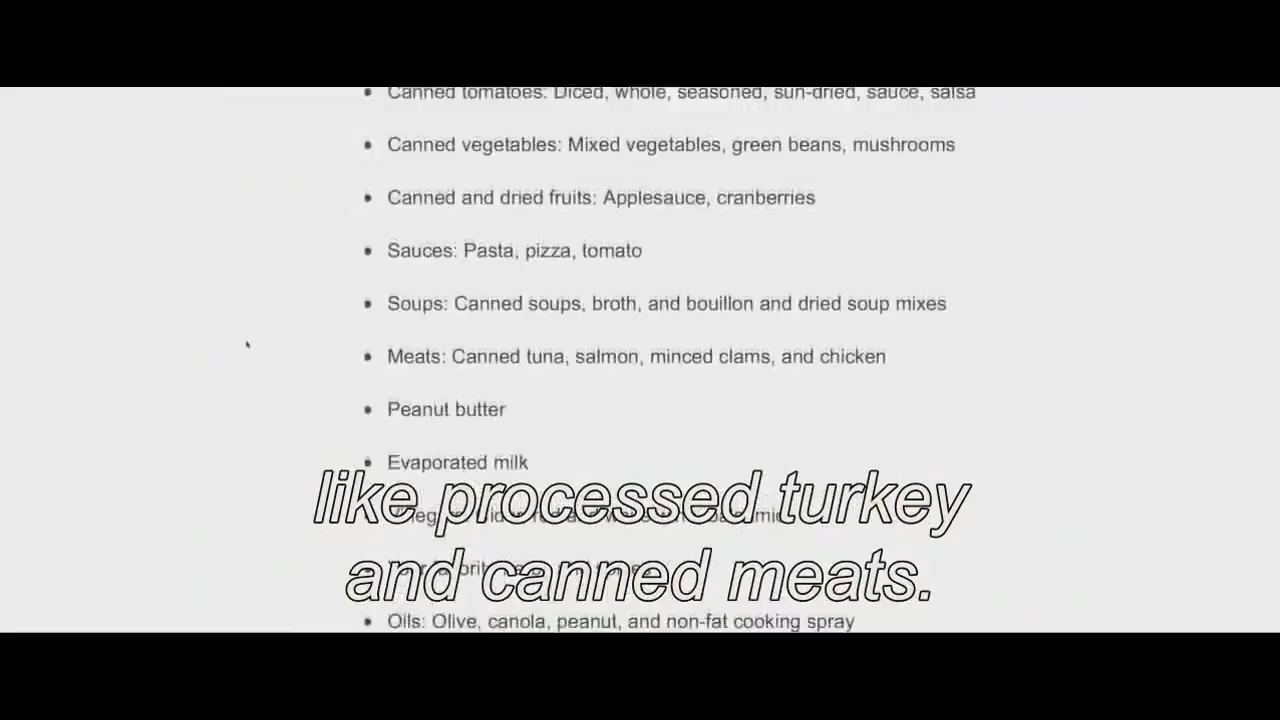 Canned tomatoes: Diced, whole, seasoned, sun-dried, sauce, salsa
• Canned vegetables: Mixed vegetables, green beans, mushrooms
• Canned and dried fruits: Applesauce, cranberries
• Sauces: Pasta, pizza, tomato
• Soups: Canned soups, broth, and bouillon and dried soup mixes
• Meats: Canned tuna, salmon, minced clams, and chicken
• Peanut butter
• Evaporated milk
like processed turkey
and canned meats.
• Oils: Olive, canola, peanut, and non-fat cooking spray